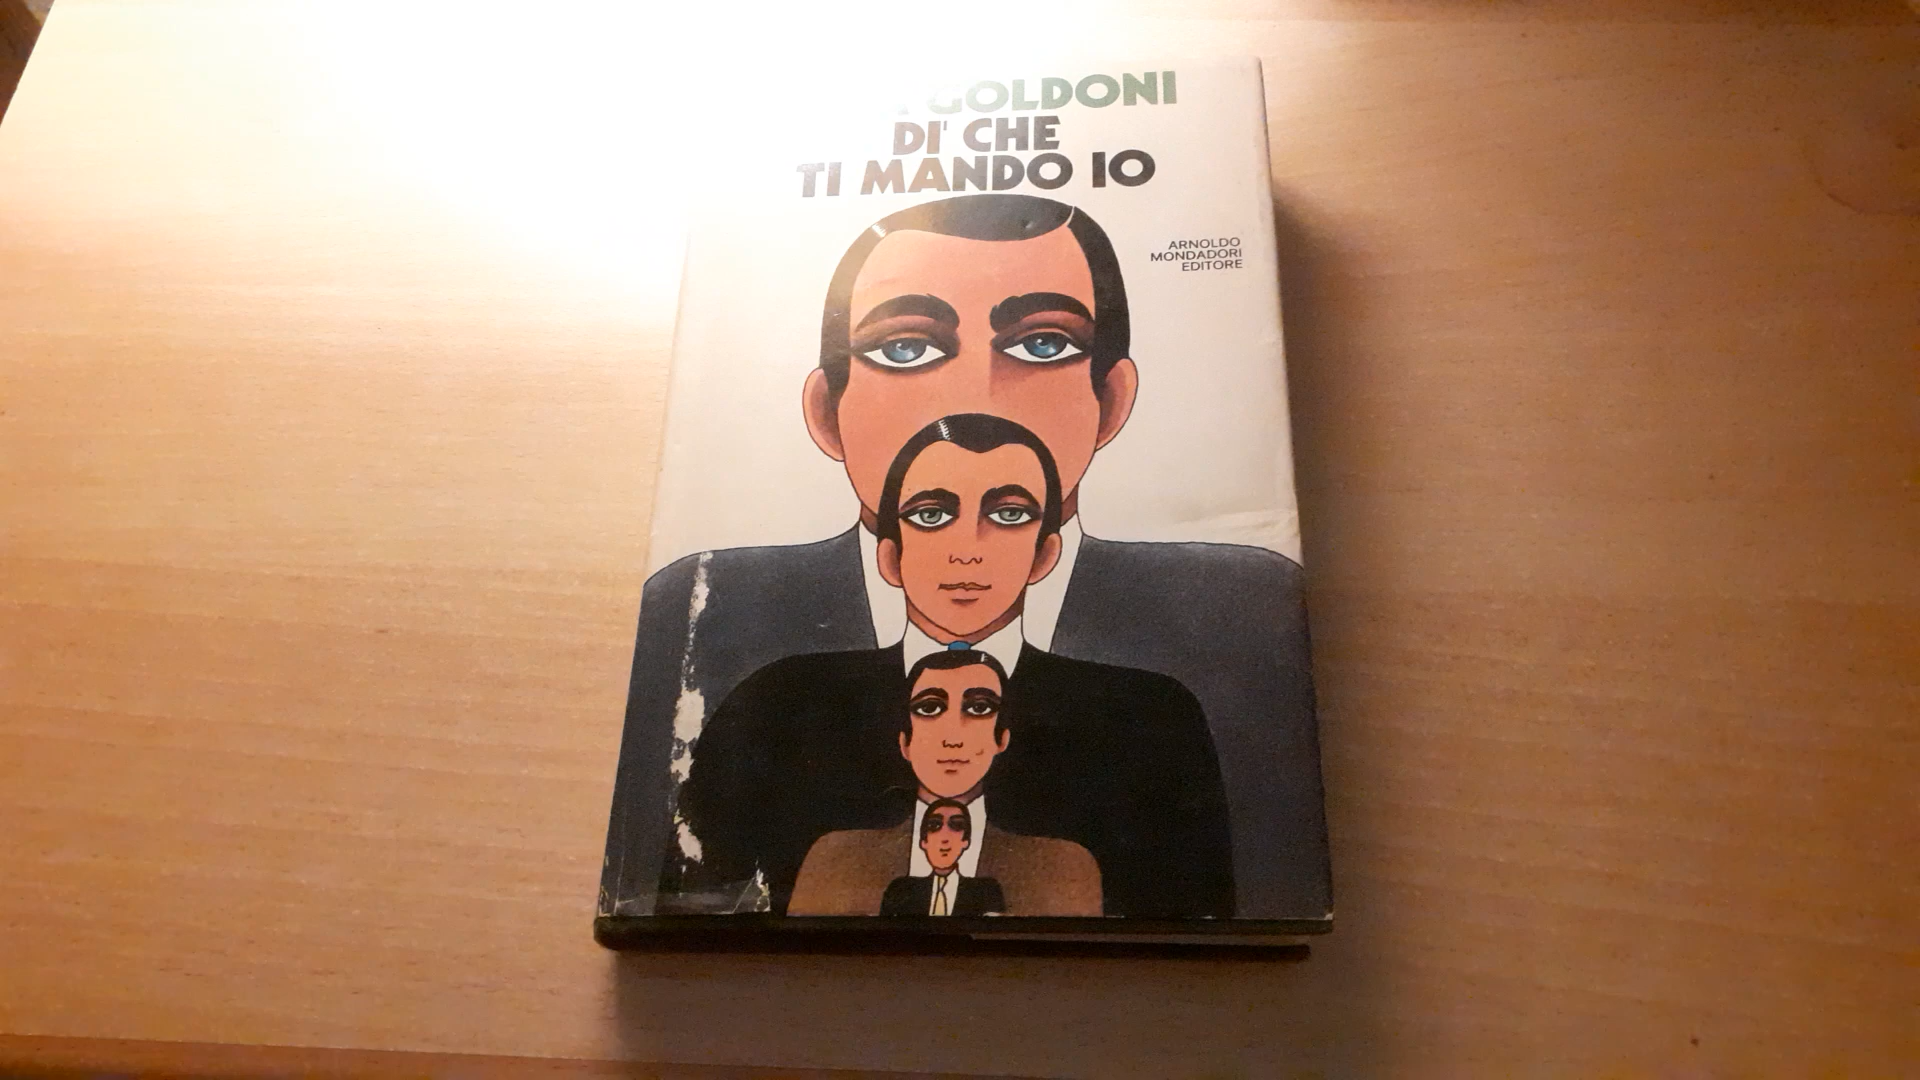 GOLDONI
DI' CHE
TI MANDO IO
ARNOLDO
MONDADORI
EDITORE